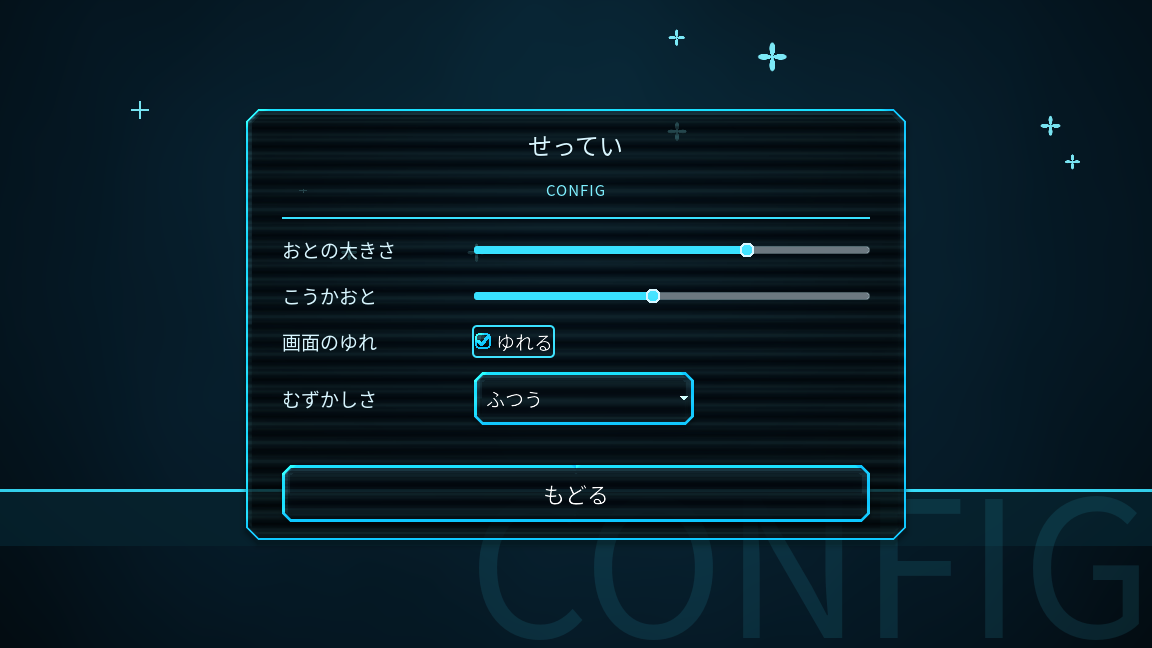 せってい
CONFIG
おとの大きさ
こうかおと
画面のゆれ ゆれる
むずかしさ ふつう
もどる
CONFIG